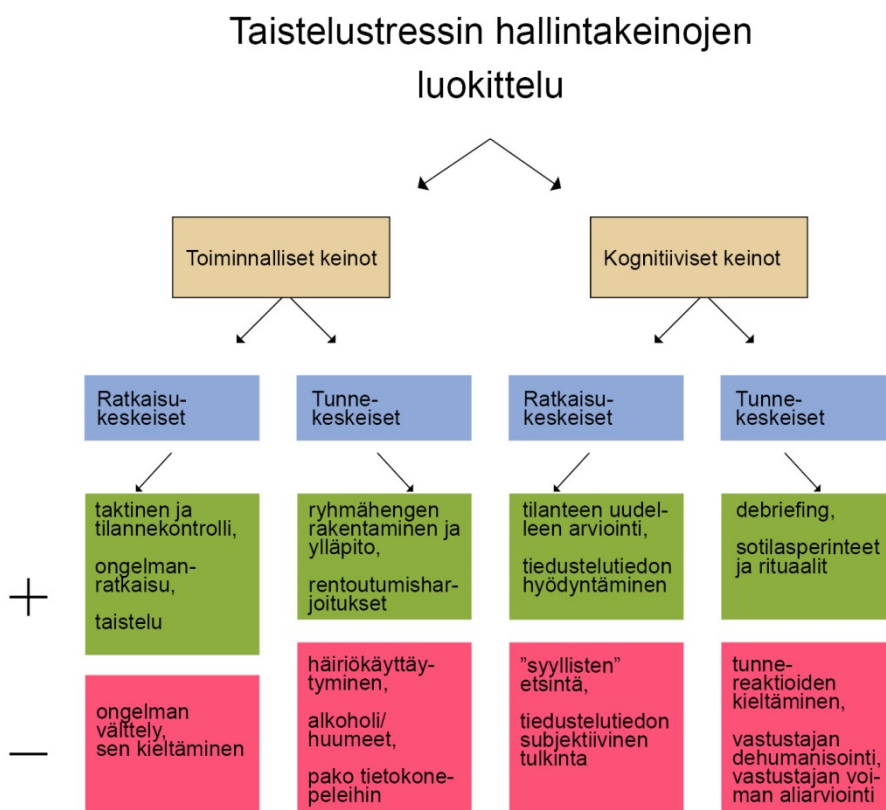 Taistelustressin hallintakeinojen
luokittelu
Toiminnalliset keinot
Kognitiiviset keinot
Ratkaisu-
keskeiset
Tunne-
keskeiset
Ratkaisu-
keskeiset
Tunne-
keskeiset
+
taktinen ja
tilannekontrolli,
ongelman-
ratkaisu,
taistelu
ryhmähengen
rakentaminen ja
ylläpito,
rentoutumishar-
joitukset
tilanteen uudel-
leen arviointi,
tiedustelutiedon
hyödyntäminen
debriefing,
sotilasperinteet
ja rituaalit
—
ongelman
välttely,
sen kieltäminen
häiriökäyttäy-
tyminen,
alkoholi/
huumeet,
pako tietokone-
peleihin
”syyllisten”
etsintä,
tiedustelutiedon
subjektiivinen
tulkinta
tunne-
reaktioiden
kieltäminen,
vastustajan
dehumanisointi,
vastustajan voi-
man aliarviointi